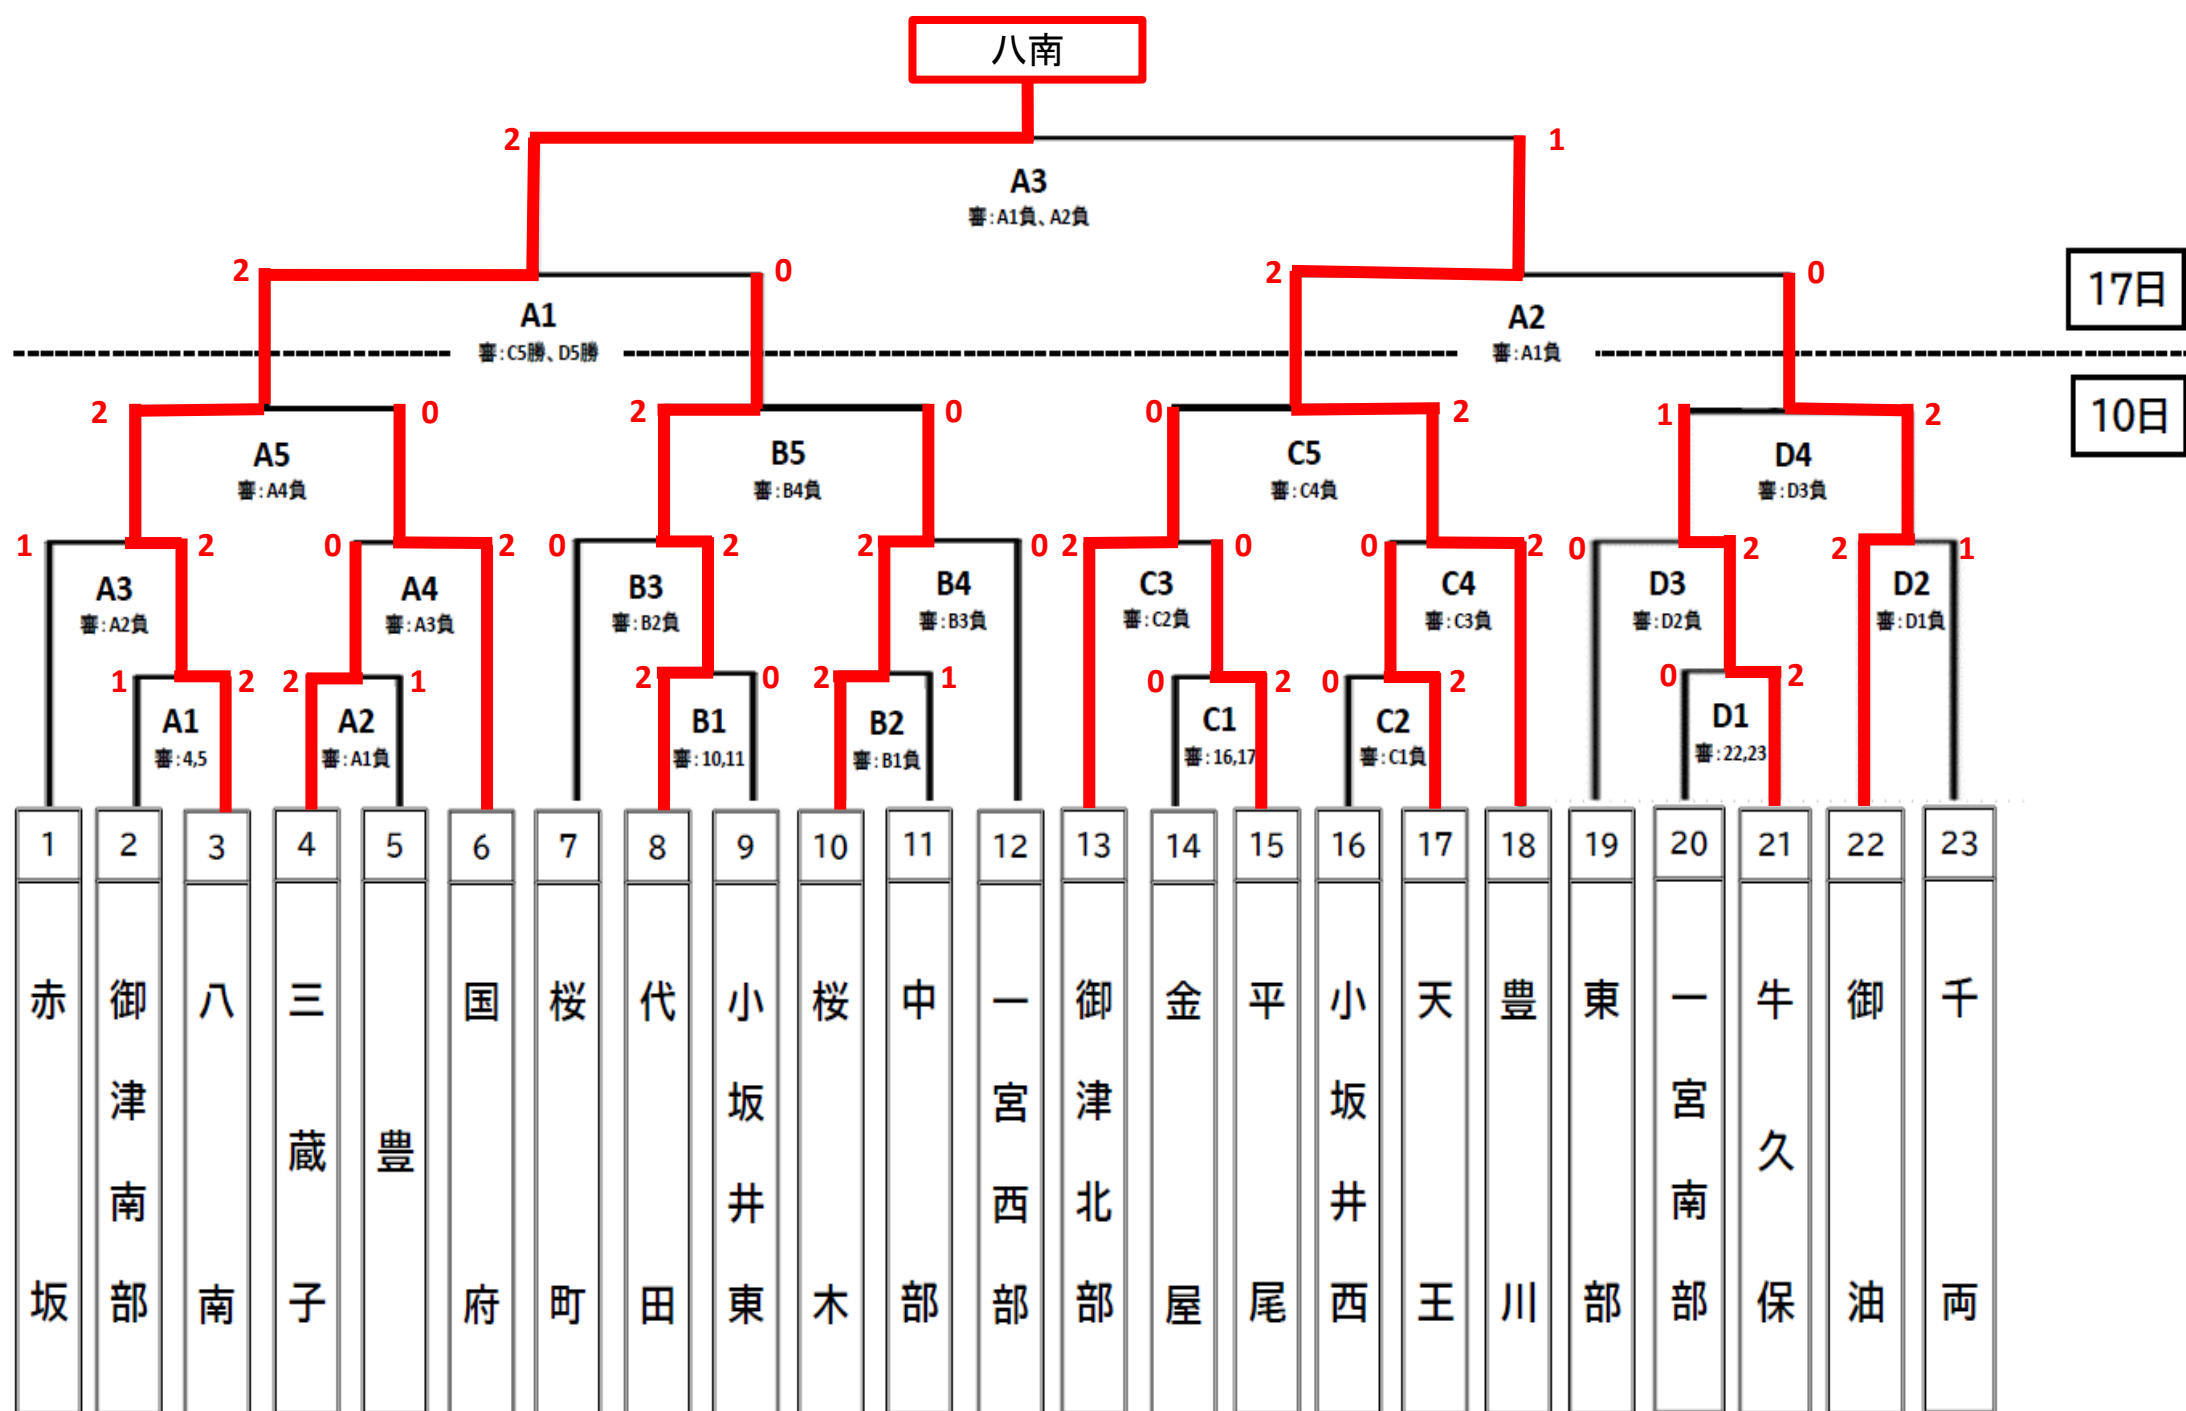 八南
2 1
A3
審:A1負、A2負
2 0 2 0
17日
A1 A2
審:C5勝、D5勝 審:A1負
10日
2 0 2 0 0 2 1 2
A5 B5 C5 D4
審:A4負 審:B4負 審:C4負 審:D3負
1 2 0 2 0 2 2 0 2 0 0 2 0 2 2 1
A3 A4 B3 B4 C3 C4 D3 D2
審:A2負 審:A3負 審:B2負 審:B3負 審:C2負 審:C3負 審:D2負 審:D1負
1 2 2 1 2 0 2 1 0 2 0 2 0 2
A1 A2 B1 B2 C1 C2 D1
審:4,5 審:A1負 審:10,11 審:B1負 審:16,17 審:C1負 審:22,23
1 2 3 4 5 6 7 8 9 10 11 12 13 14 15 16 17 18 19 20 21 22 23
赤坂
御津南部
八南
三蔵子
豊
国府
桜町
代田
小坂井東
桜木
中部
一宮西部
御津北部
金屋
平尾
小坂井西
天王
豊川
東部
一宮南部
牛久保
御油
千両